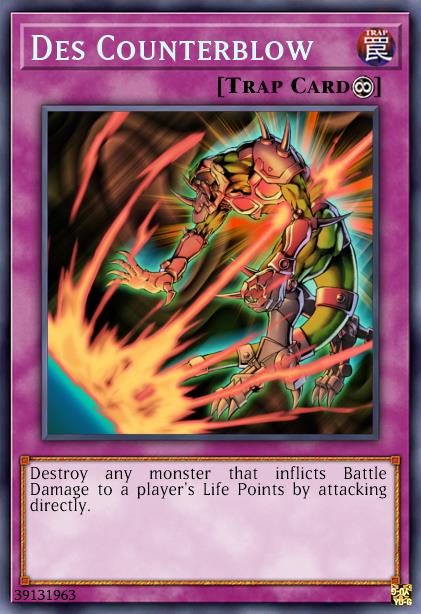 Des Counterblow
TRAP
罠
[Trap Card]
Destroy any monster that inflicts Battle
Damage to a player's Life Points by attacking
directly.
39131963